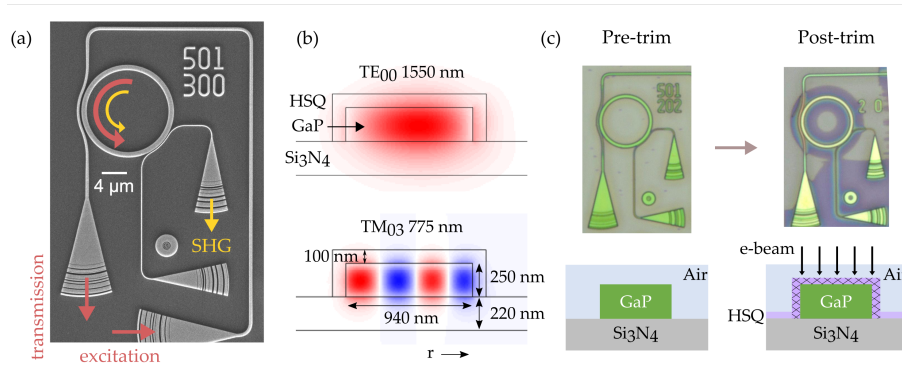 (a)
501
300
4 µm
SHG
transmission
excitation
(b)
TE00 1550 nm
HSQ
GaP
Si3N4
TM03 775 nm
100 nm
250 nm
940 nm
220 nm
r
(c)
Pre-trim
Post-trim
501
202
2 0
e-beam
Air
GaP
Si3N4
Air
GaP
HSQ
Si3N4